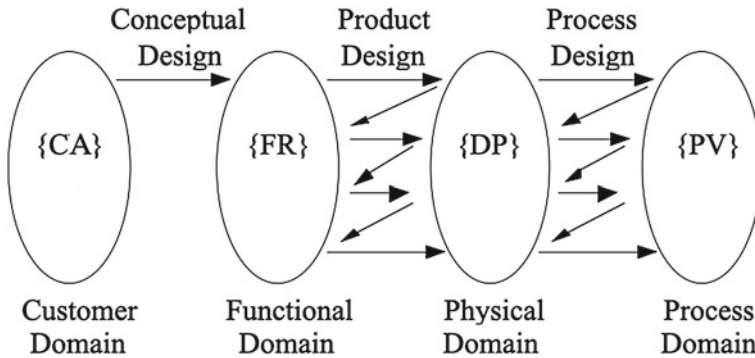 Conceptual Design
Product Design
Process Design
{CA}
{FR}
{DP}
{PV}
Customer Domain
Functional Domain
Physical Domain
Process Domain